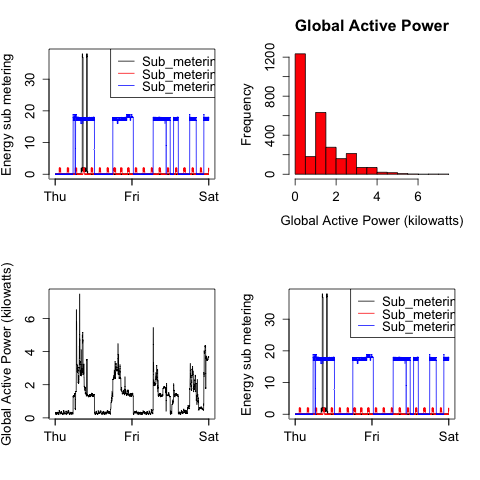 Energy sub metering
0 10 20 30
Thu Fri Sat
Sub_meterin
Sub_meterin
Sub_meterin
Global Active Power
Frequency
0 400 800 1200
0 2 4 6
Global Active Power (kilowatts)
Global Active Power (kilowatts)
0 2 4 6
Thu Fri Sat
Energy sub metering
0 10 20 30
Thu Fri Sat
Sub_meterin
Sub_meterin
Sub_meterin